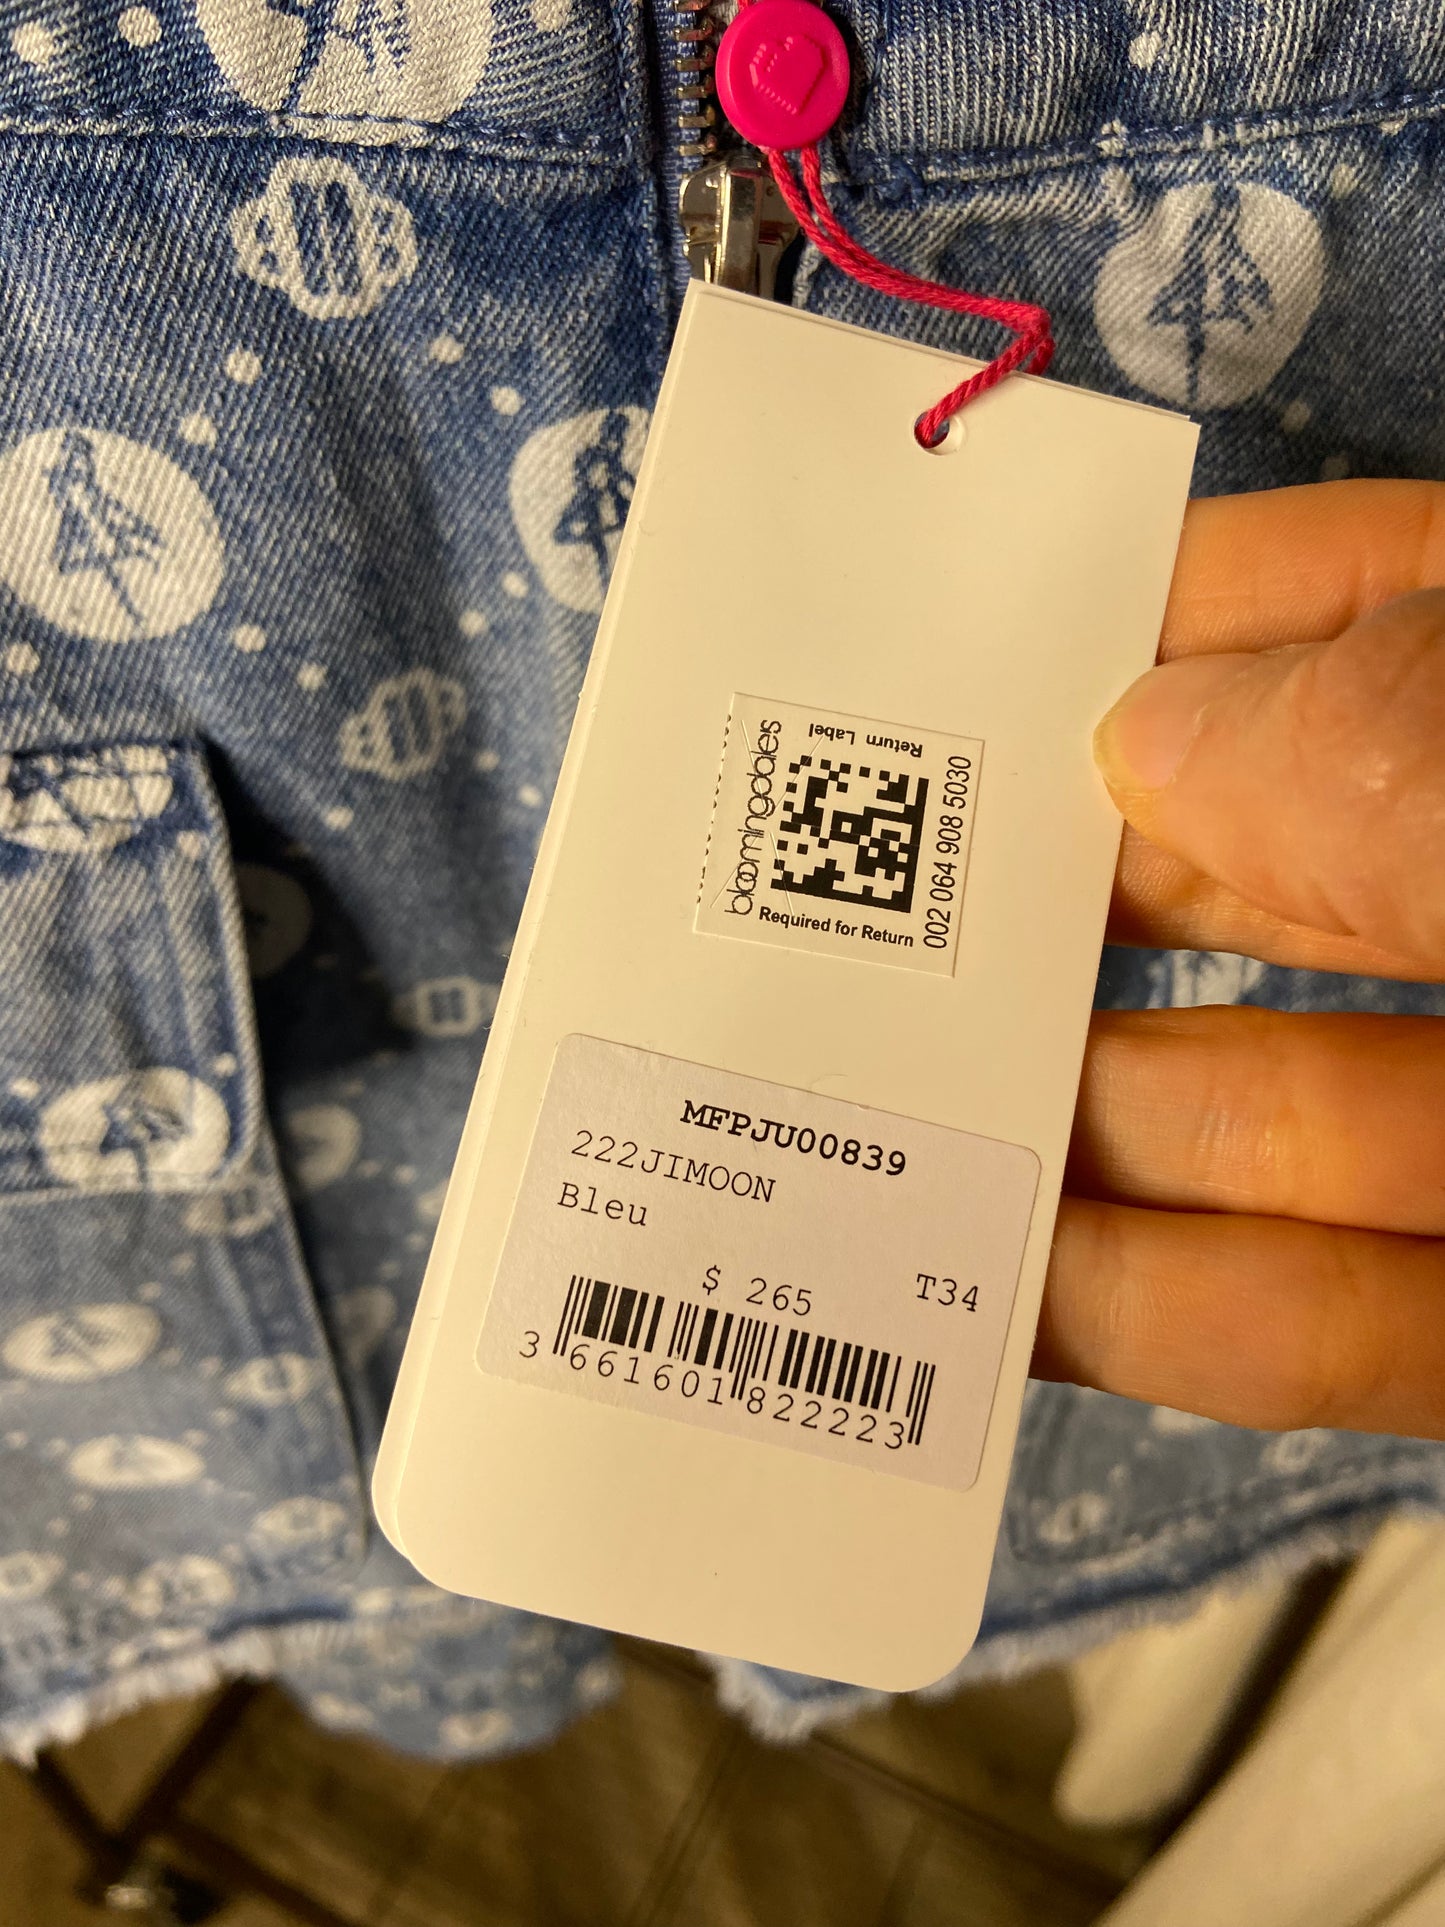 Return Label
bloomingdales
002 064 908 5030
Required for Return
MFPJU00839
222JIMOON
Bleu
$ 265
T34
3 661601 822223